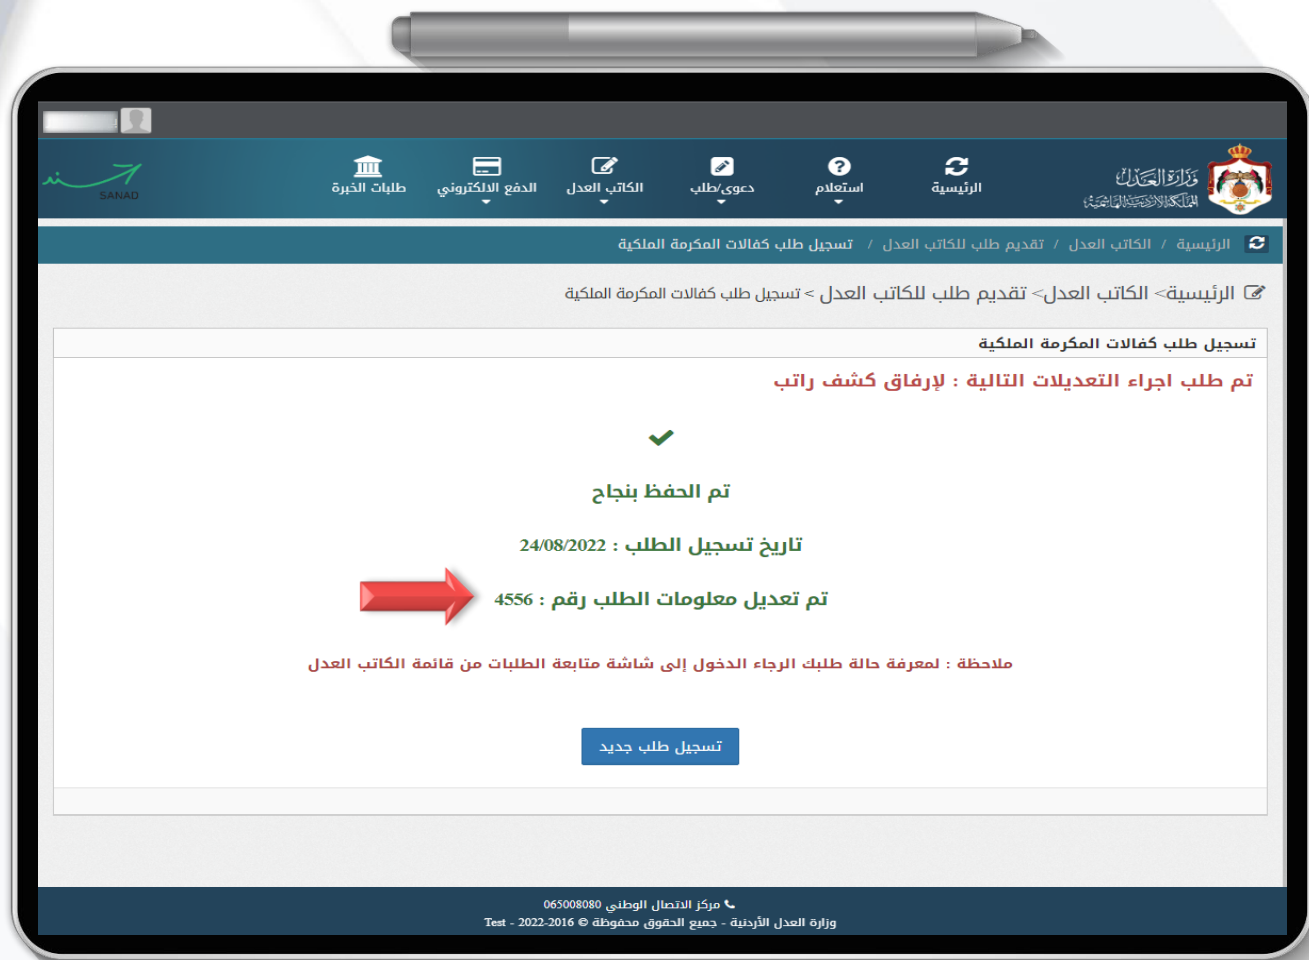 وزارة العدل
المملكة الأردنية الهاشمية
الرئيسية
استعلام
دعوى/طلب
الكاتب العدل
الدفع الالكتروني
طلبات الخبرة
سند
SANAD
الرئيسية / الكاتب العدل / تقديم طلب للكاتب العدل / تسجيل طلب كفالات المكرمة الملكية
الرئيسية> الكاتب العدل> تقديم طلب للكاتب العدل > تسجيل طلب كفالات المكرمة الملكية
تسجيل طلب كفالات المكرمة الملكية
تم طلب اجراء التعديلات التالية : لإرفاق كشف راتب
تم الحفظ بنجاح
تاريخ تسجيل الطلب : 24/08/2022
تم تعديل معلومات الطلب رقم : 4556
ملاحظة : لمعرفة حالة طلبك الرجاء الدخول إلى شاشة متابعة الطلبات من قائمة الكاتب العدل
تسجيل طلب جديد
مركز الاتصال الوطني 065008080
وزارة العدل الأردنية - جميع الحقوق محفوظة © 2016-2022 - Test